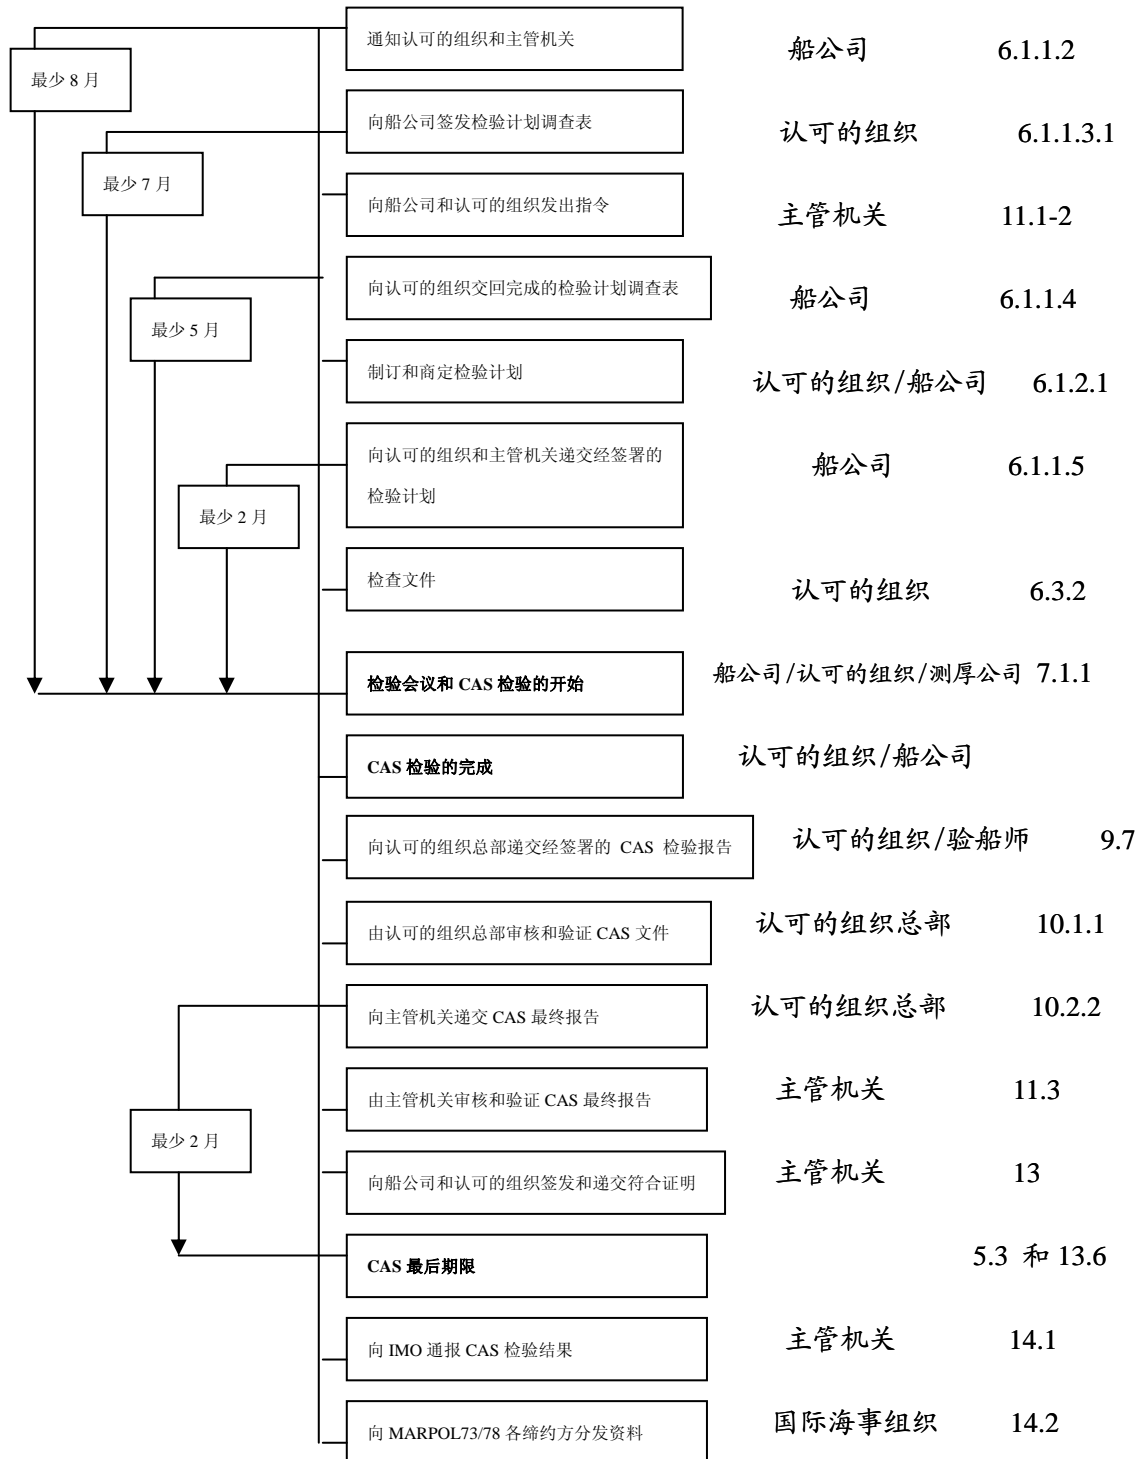 通知认可的组织和主管机关 船公司 6.1.1.2
最少 8 月
向船公司签发检验计划调查表 认可的组织 6.1.1.3.1
最少 7 月
向船公司和认可的组织发出指令 主管机关 11.1-2
向认可的组织交回完成的检验计划调查表 船公司 6.1.1.4
最少 5 月
制订和商定检验计划 认可的组织/船公司 6.1.2.1
向认可的组织和主管机关递交经签署的 船公司 6.1.1.5
检验计划
最少 2 月
检查文件 认可的组织 6.3.2
检验会议和 CAS 检验的开始 船公司/认可的组织/测厚公司 7.1.1
CAS 检验的完成 认可的组织/船公司
向认可的组织总部递交经签署的 CAS 检验报告 认可的组织/验船师 9.7
由认可的组织总部审核和验证 CAS 文件 认可的组织总部 10.1.1
向主管机关递交 CAS 最终报告 认可的组织总部 10.2.2
由主管机关审核和验证 CAS 最终报告 主管机关 11.3
最少 2 月
向船公司和认可的组织签发和递交符合证明 主管机关 13
CAS 最后期限 5.3 和 13.6
向 IMO 通报 CAS 检验结果 主管机关 14.1
向 MARPOL73/78 各缔约方分发资料 国际海事组织 14.2